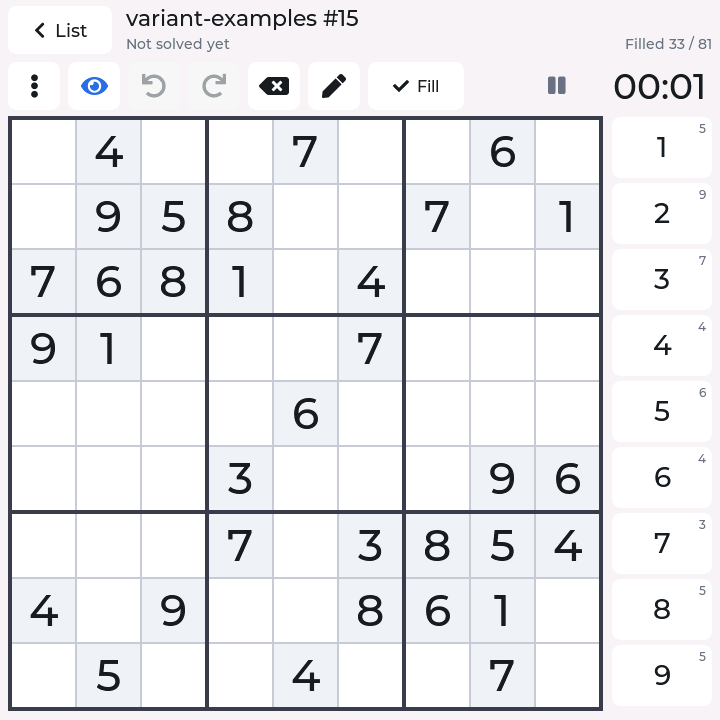 List
variant-examples #15
Not solved yet
Filled 33 / 81
Fill
00:01
4 7 6
9 5 8 7 1
7 6 8 1 4
9 1 7
6
3 9 6
7 3 8 5 4
4 9 8 6 1
5 4 7
1 5
2 9
3 7
4 4
5 6
6 4
7 3
8 5
9 5